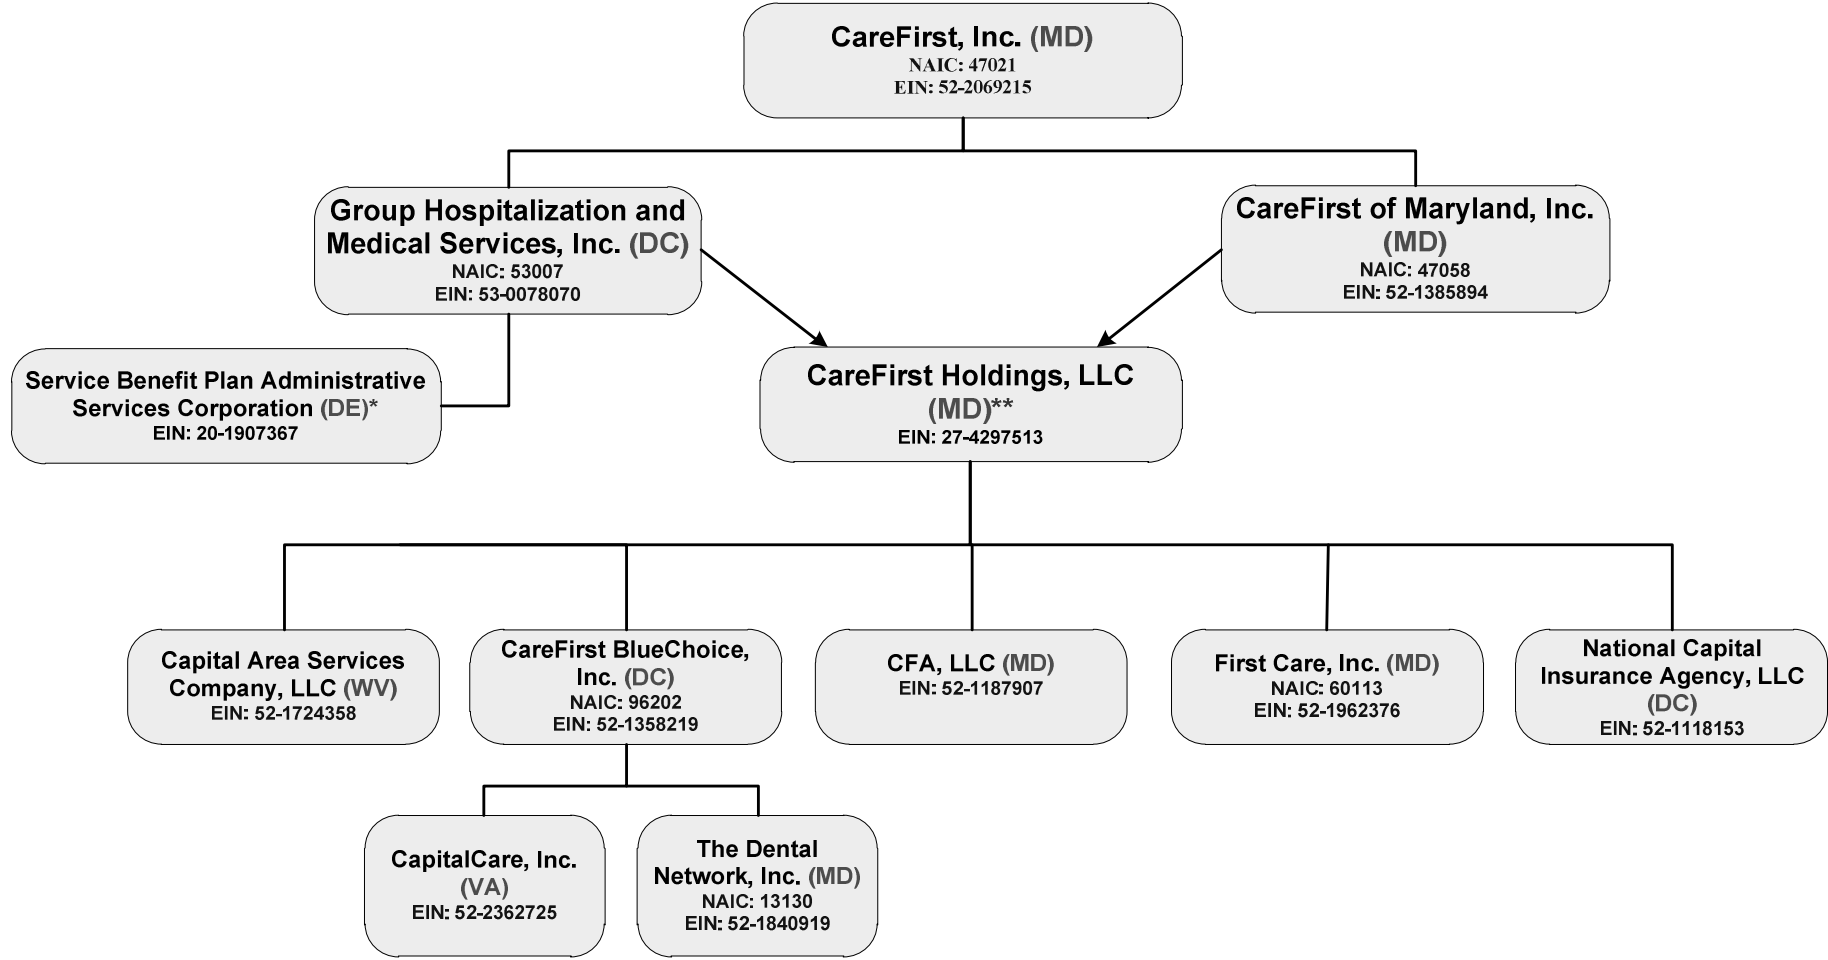 CareFirst, Inc. (MD)
NAIC: 47021
EIN: 52-2069215
Group Hospitalization and
Medical Services, Inc. (DC)
NAIC: 53007
EIN: 53-0078070
CareFirst of Maryland, Inc.
(MD)
NAIC: 47058
EIN: 52-1385894
Service Benefit Plan Administrative
Services Corporation (DE)*
EIN: 20-1907367
CareFirst Holdings, LLC
(MD)**
EIN: 27-4297513
Capital Area Services
Company, LLC (WV)
EIN: 52-1724358
CareFirst BlueChoice,
Inc. (DC)
NAIC: 96202
EIN: 52-1358219
CFA, LLC (MD)
EIN: 52-1187907
First Care, Inc. (MD)
NAIC: 60113
EIN: 52-1962376
National Capital
Insurance Agency, LLC
(DC)
EIN: 52-1118153
CapitalCare, Inc.
(VA)
EIN: 52-2362725
The Dental
Network, Inc. (MD)
NAIC: 13130
EIN: 52-1840919